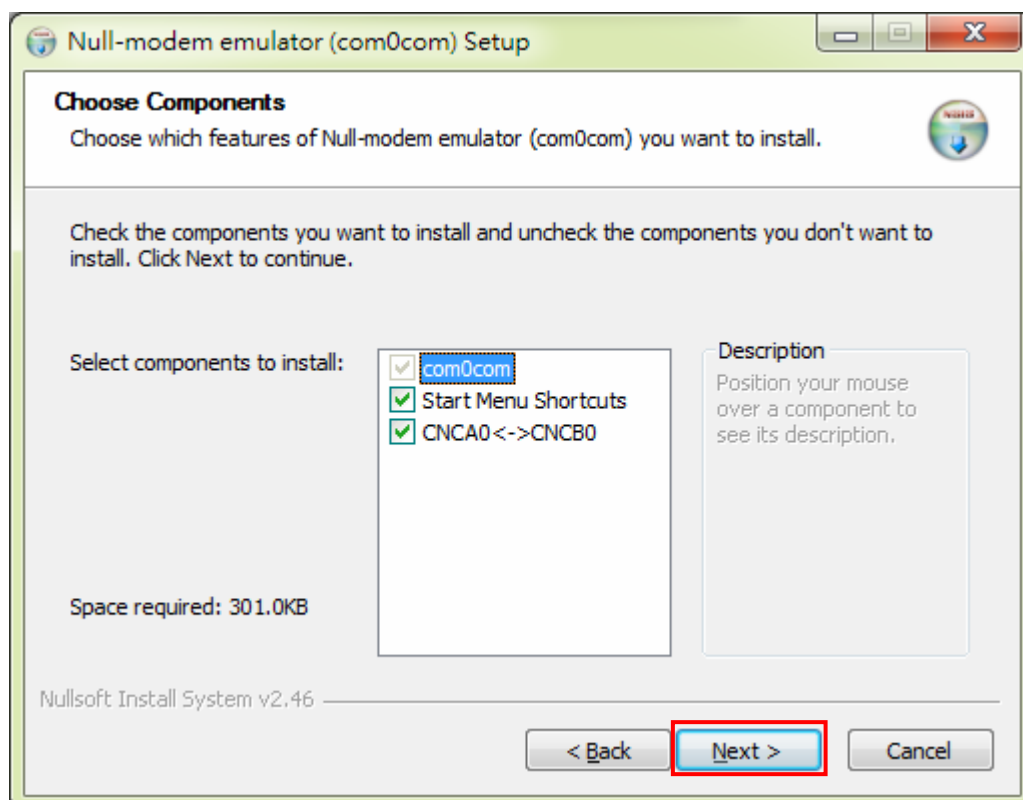 Null-modem emulator (com0com) Setup
Choose Components
Choose which features of Null-modem emulator (com0com) you want to install.
Check the components you want to install and uncheck the components you don't want to
install. Click Next to continue.
Select components to install:
com0com
Start Menu Shortcuts
CNCA0<->CNCB0
Description
Position your mouse
over a component to
see its description.
Space required: 301.0KB
Nullsoft Install System v2.46
< Back
Next >
Cancel